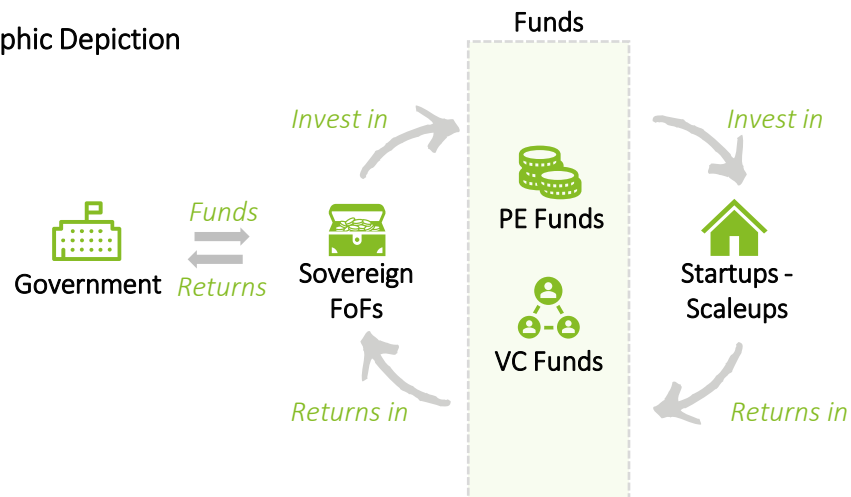 phic Depiction
Funds
Invest in
Invest in
PE Funds
Funds
Government
Returns
Sovereign
FoFs
Startups -
Scaleups
VC Funds
Returns in
Returns in